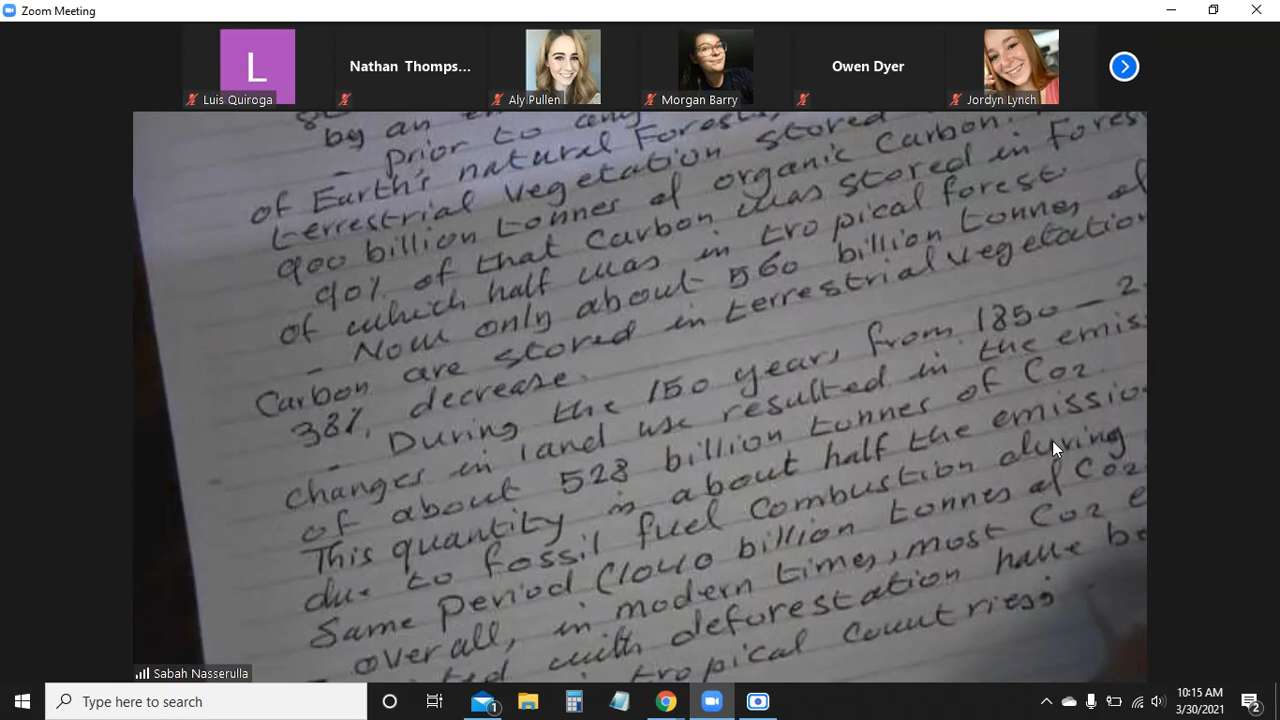 Zoom Meeting
L
Luis Quiroga
Nathan Thomps...
Aly Pullen
Morgan Barry
Owen Dyer
Jordyn Lynch
by an
- prior to any
of Earth's natural Forests,
terrestrial vegetation stored
900 billion tonnes of organic Carbon.
90% of that Carbon was stored in Fores
of which half was in tropical forest
- Now only about 560 billion tonnes of
Carbon are stored in terrestrial vegetation
38% decrease.
- During the 150 years from 1850 - 2
changes in land use resulted in the emis
of about 528 billion tonnes of CO2.
This quantity is about half the emissio
due to fossil fuel Combustion during
Same Period (1040 billion tonnes of CO2
- overall, in modern times, most CO2 e
with deforestation have be
tropical countries
Sabah Nasserulla
Type here to search
1
10:15 AM
3/30/2021
2